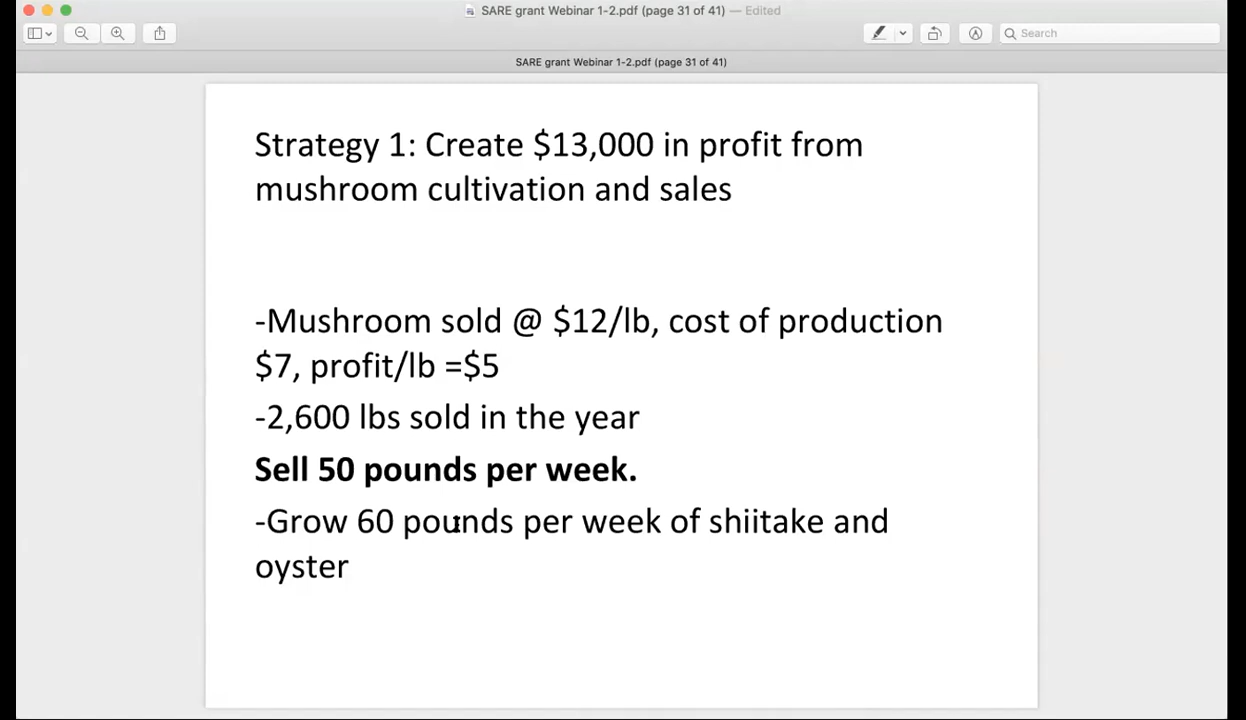 SARE grant Webinar 1-2.pdf (page 31 of 41) — Edited
Search
SARE grant Webinar 1-2.pdf (page 31 of 41)
Strategy 1: Create $13,000 in profit from
mushroom cultivation and sales
-Mushroom sold @ $12/lb, cost of production
$7, profit/lb =$5
-2,600 lbs sold in the year
Sell 50 pounds per week.
-Grow 60 pounds per week of shiitake and
oyster